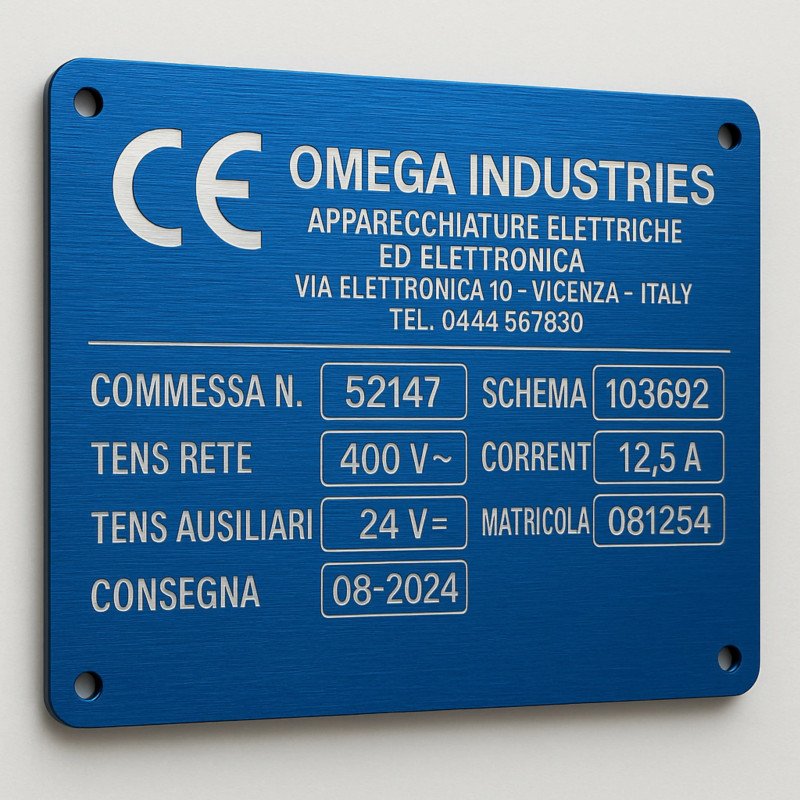 CE OMEGA INDUSTRIES
APPARECCHIATURE ELETTRICHE
ED ELETTRONICA
VIA ELETTRONICA 10 - VICENZA - ITALY
TEL. 0444 567830
COMMESSA N. 52147 SCHEMA 103692
TENS RETE 400 V~ CORRENT 12,5 A
TENS AUSILIARI 24 V= MATRICOLA 081254
CONSEGNA 08-2024